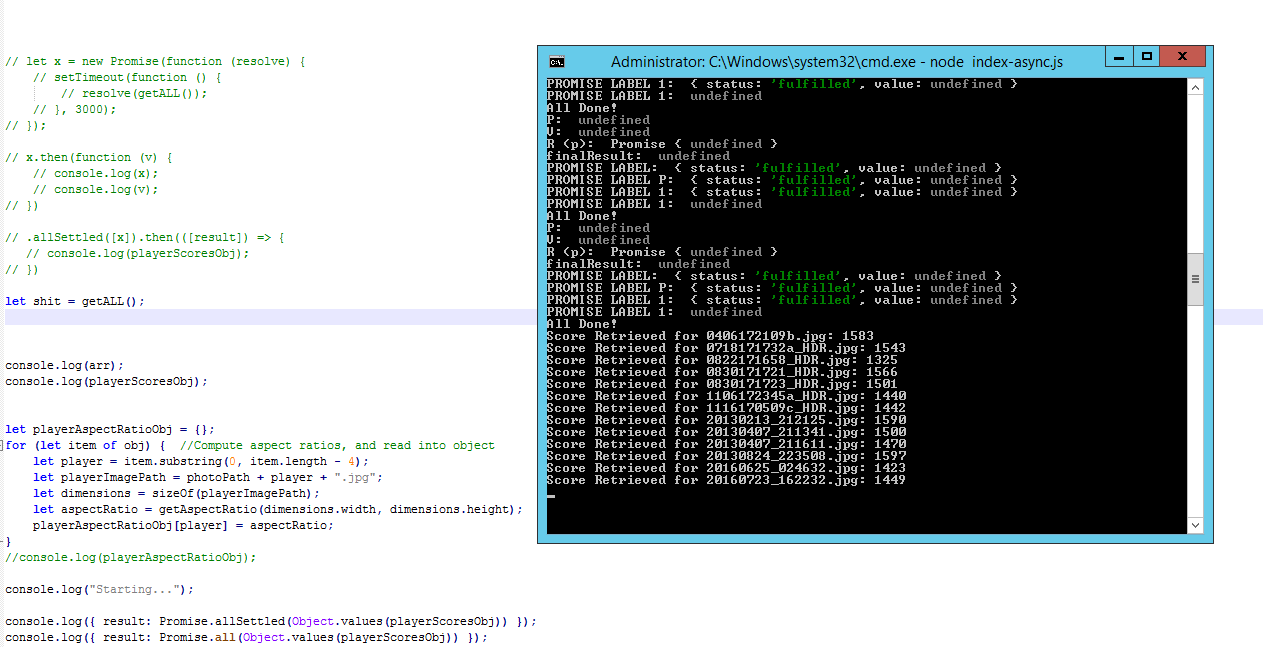 // let x = new Promise(function (resolve) {
// setTimeout(function () {
// resolve(getALL());
// }, 3000);
// });
// x.then(function (v) {
// console.log(x);
// console.log(v);
// })
// .allSettled([x]).then(([result]) => {
// console.log(playerScoresObj);
// })
let shit = getALL();
console.log(arr);
console.log(playerScoresObj);
let playerAspectRatioObj = {};
for (let item of obj) {  //Compute aspect ratios, and read into object
let player = item.substring(0, item.length - 4);
let playerImagePath = photoPath + player + ".jpg";
let dimensions = sizeOf(playerImagePath);
let aspectRatio = getAspectRatio(dimensions.width, dimensions.height);
playerAspectRatioObj[player] = aspectRatio;
}
//console.log(playerAspectRatioObj);
console.log("Starting...");
console.log({ result: Promise.allSettled(Object.values(playerScoresObj)) });
console.log({ result: Promise.all(Object.values(playerScoresObj)) });
Administrator: C:\Windows\system32\cmd.exe - node  index-async.js
PROMISE LABEL 1:  { status: 'fulfilled', value: undefined }
PROMISE LABEL 1:  undefined
All Done!
P:  undefined
V:  undefined
R (p):  Promise { undefined }
finalResult:  undefined
PROMISE LABEL:  { status: 'fulfilled', value: undefined }
PROMISE LABEL P:  { status: 'fulfilled', value: undefined }
PROMISE LABEL 1:  { status: 'fulfilled', value: undefined }
PROMISE LABEL 1:  undefined
All Done!
P:  undefined
V:  undefined
R (p):  Promise { undefined }
finalResult:  undefined
PROMISE LABEL:  { status: 'fulfilled', value: undefined }
PROMISE LABEL P:  { status: 'fulfilled', value: undefined }
PROMISE LABEL 1:  { status: 'fulfilled', value: undefined }
PROMISE LABEL 1:  undefined
All Done!
Score Retrieved for 0406172109b.jpg: 1583
Score Retrieved for 0718171732a_HDR.jpg: 1543
Score Retrieved for 0822171658_HDR.jpg: 1325
Score Retrieved for 0830171721_HDR.jpg: 1566
Score Retrieved for 0830171723_HDR.jpg: 1501
Score Retrieved for 1106172345a_HDR.jpg: 1440
Score Retrieved for 1116170509c_HDR.jpg: 1442
Score Retrieved for 20130213_212125.jpg: 1590
Score Retrieved for 20130407_211341.jpg: 1500
Score Retrieved for 20130407_211611.jpg: 1470
Score Retrieved for 20130824_223508.jpg: 1597
Score Retrieved for 20160625_024632.jpg: 1423
Score Retrieved for 20160723_162232.jpg: 1449